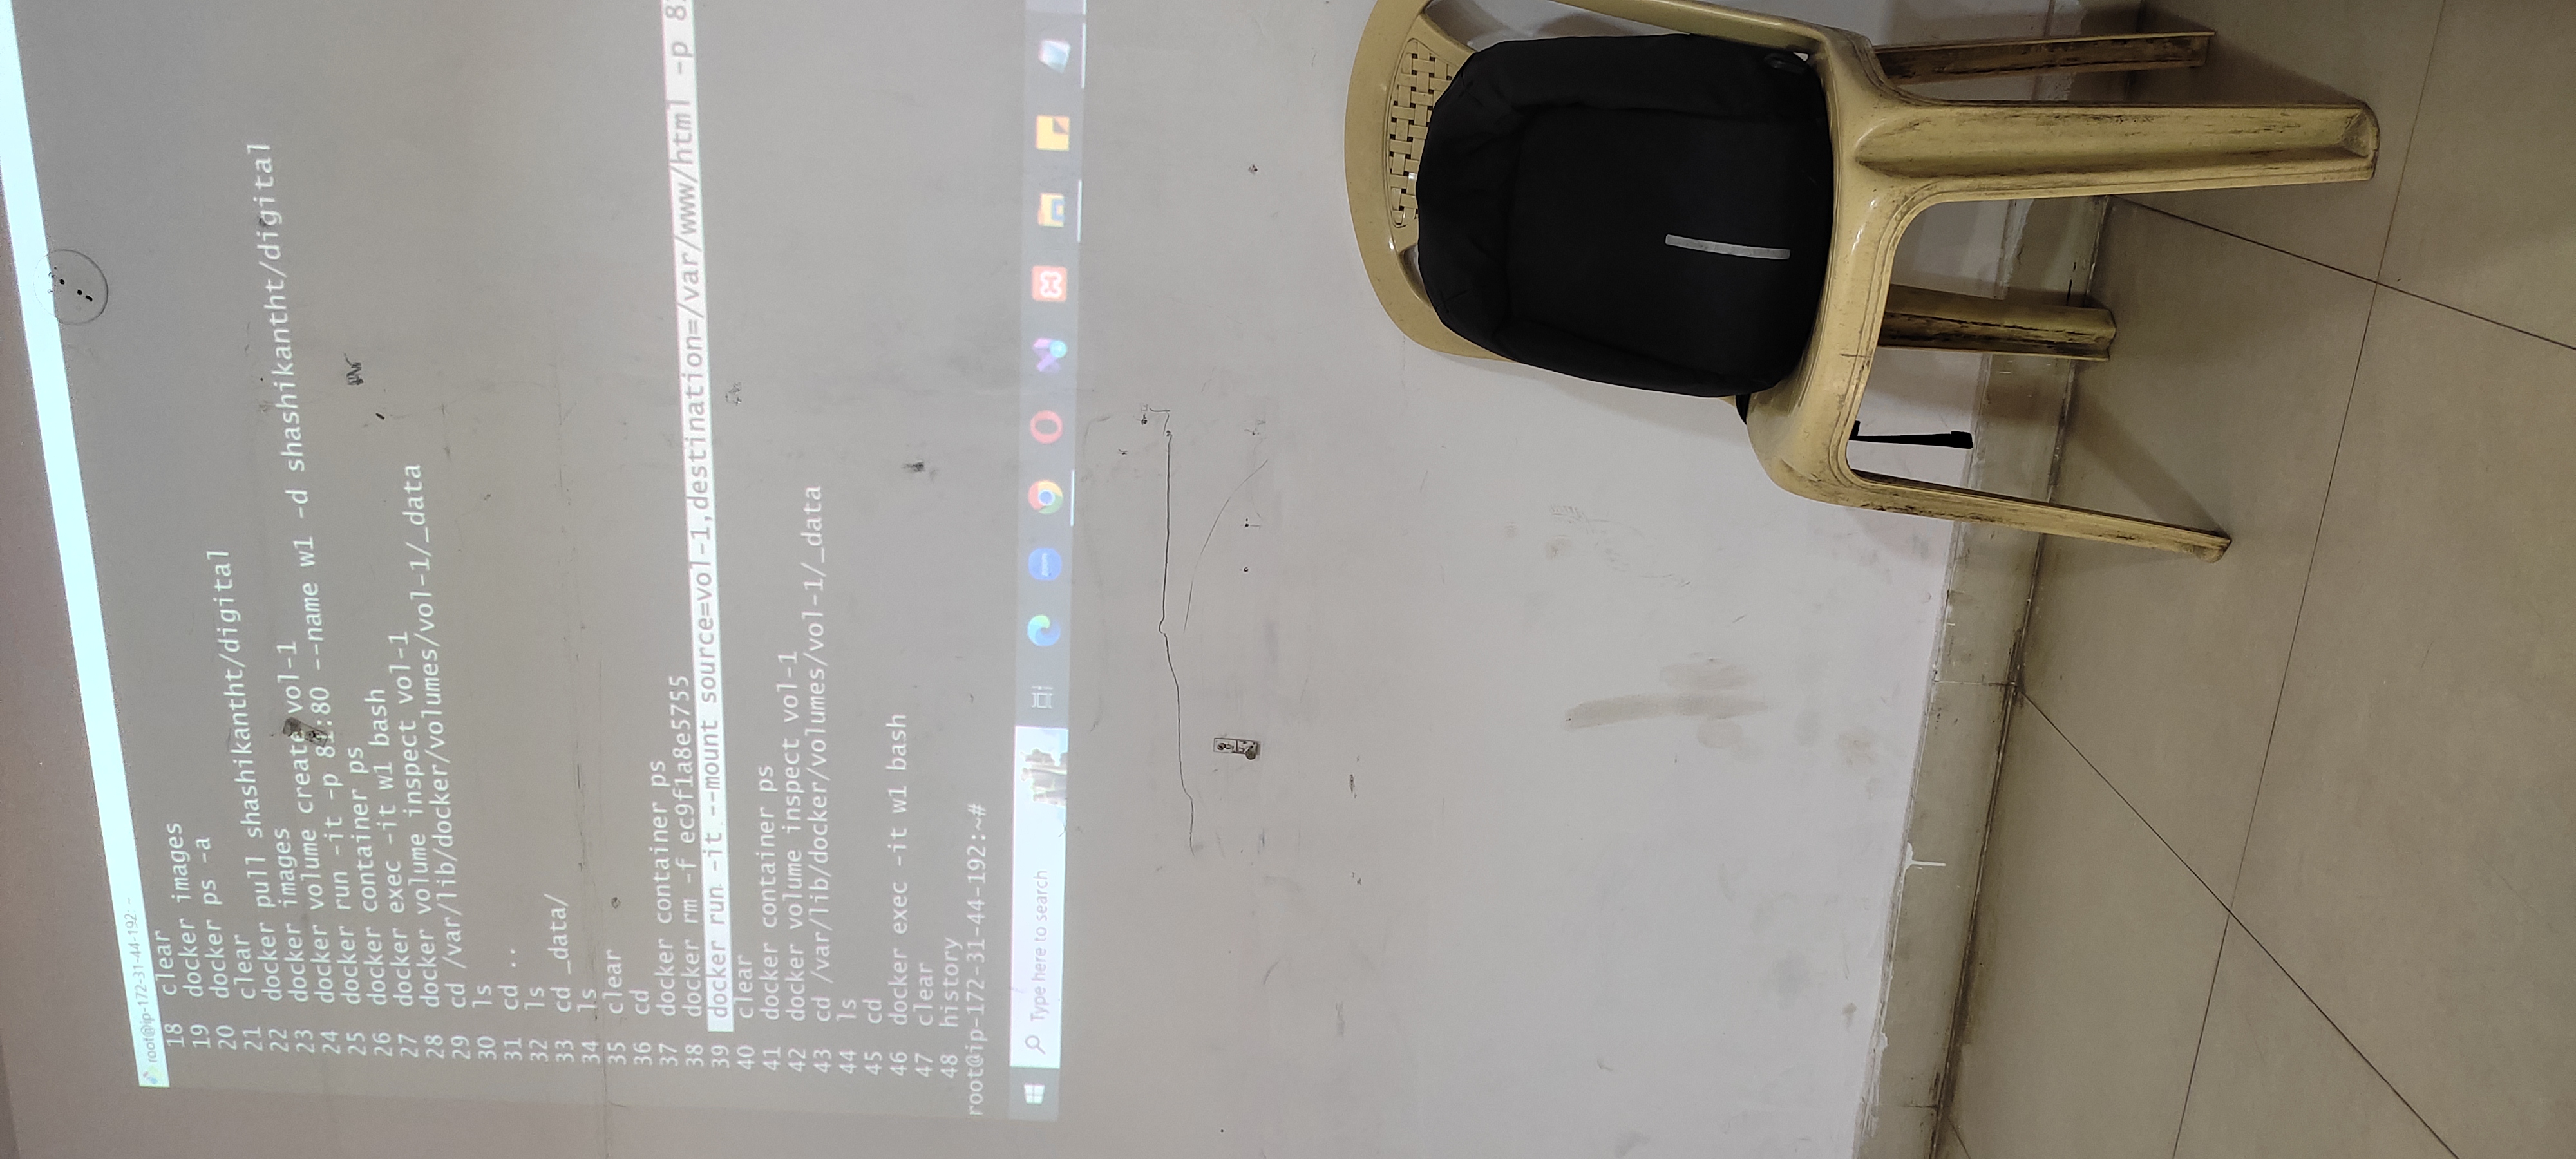 root@ip-172-31-44-192: ~
18 clear
19 docker images
20 docker ps -a
21 clear
22 docker pull shashikantht/digital
23 docker images
24 docker volume create vol-1
25 docker run -it -p 81:80 --name w1 -d shashikantht/digital
26 docker container ps
27 docker exec -it w1 bash
28 docker volume inspect vol-1
29 cd /var/lib/docker/volumes/vol-1/_data
30 ls
31 cd ..
32 ls
33 cd _data/
34 ls
35 clear
36 cd
37 docker container ps
38 docker rm -f ec9f1a8e5755
39 docker run -it --mount source=vol-1,destination=/var/www/html -p 8
40 clear
41 docker container ps
42 docker volume inspect vol-1
43 cd /var/lib/docker/volumes/vol-1/_data
44 ls
45 cd
46 docker exec -it w1 bash
47 clear
48 history
root@ip-172-31-44-192:~#
Type here to search
zoom